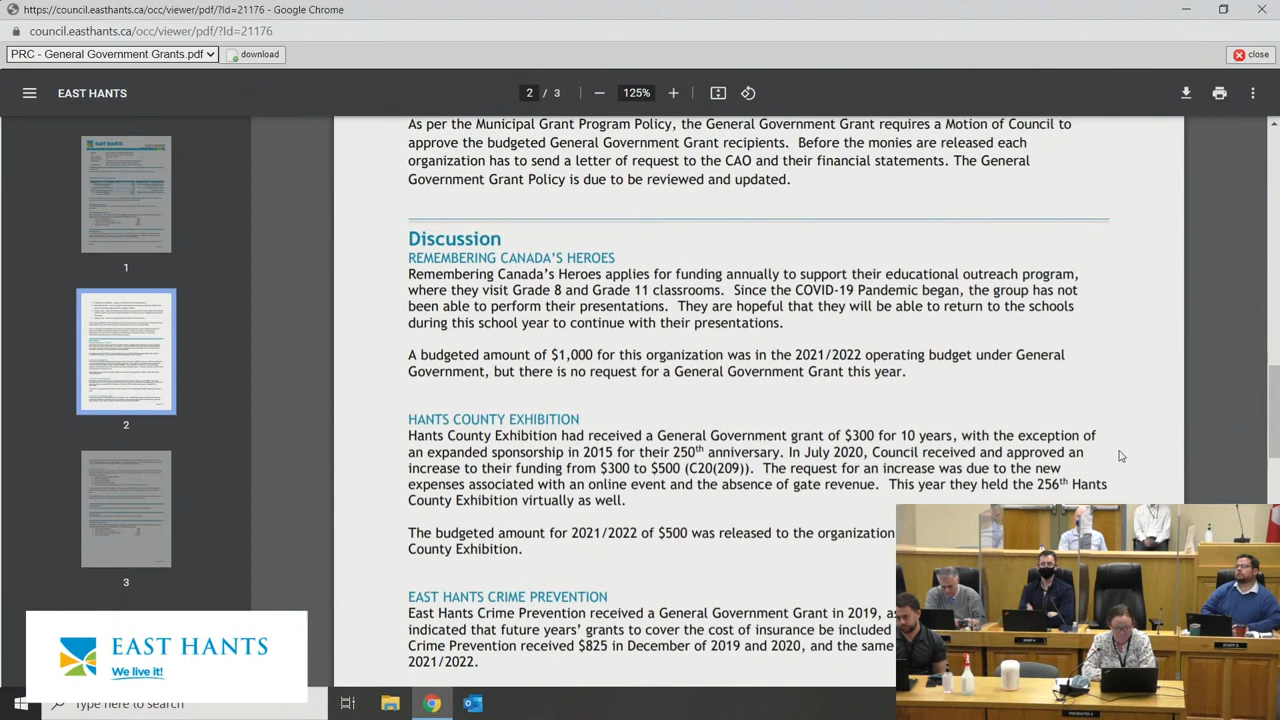 https://council.easthants.ca/occ/viewer/pdf/?Id=21176 - Google Chrome
council.easthants.ca/occ/viewer/pdf/?Id=21176
PRC - General Government Grants.pdf
download
close
EAST HANTS
2 / 3
125%
As per the Municipal Grant Program Policy, the General Government Grant requires a Motion of Council to
approve the budgeted General Government Grant recipients. Before the monies are released each
organization has to send a letter of request to the CAO and their financial statements. The General
Government Grant Policy is due to be reviewed and updated.
Discussion
REMEMBERING CANADA'S HEROES
Remembering Canada's Heroes applies for funding annually to support their educational outreach program,
where they visit Grade 8 and Grade 11 classrooms. Since the COVID-19 Pandemic began, the group has not
been able to perform their presentations. They are hopeful that they will be able to return to the schools
during this school year to continue with their presentations.
A budgeted amount of $1,000 for this organization was in the 2021/2022 operating budget under General
Government, but there is no request for a General Government Grant this year.
HANTS COUNTY EXHIBITION
Hants County Exhibition had received a General Government grant of $300 for 10 years, with the exception of
an expanded sponsorship in 2015 for their 250th anniversary. In July 2020, Council received and approved an
increase to their funding from $300 to $500 (C20(209)). The request for an increase was due to the new
expenses associated with an online event and the absence of gate revenue. This year they held the 256th Hants
County Exhibition virtually as well.
The budgeted amount for 2021/2022 of $500 was released to the organization
County Exhibition.
EAST HANTS CRIME PREVENTION
East Hants Crime Prevention received a General Government Grant in 2019, as
indicated that future years' grants to cover the cost of insurance be included
Crime Prevention received $825 in December of 2019 and 2020, and the same
2021/2022.
1
2
3
EAST HANTS
We live it!
Type here to search